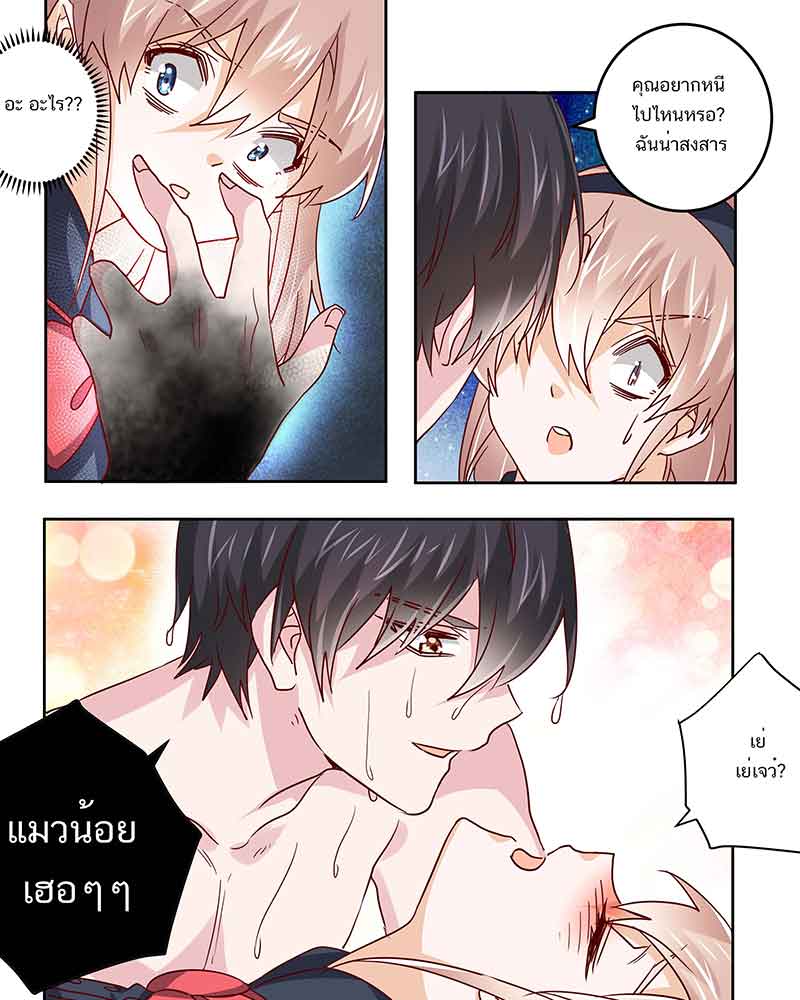 อะ อะไร??
คุณอยากหนี
ไปไหนหรอ?
ฉันน่าสงสาร
เย่
เย่เจว๋?
แมวน้อย
เฮอๆๆ